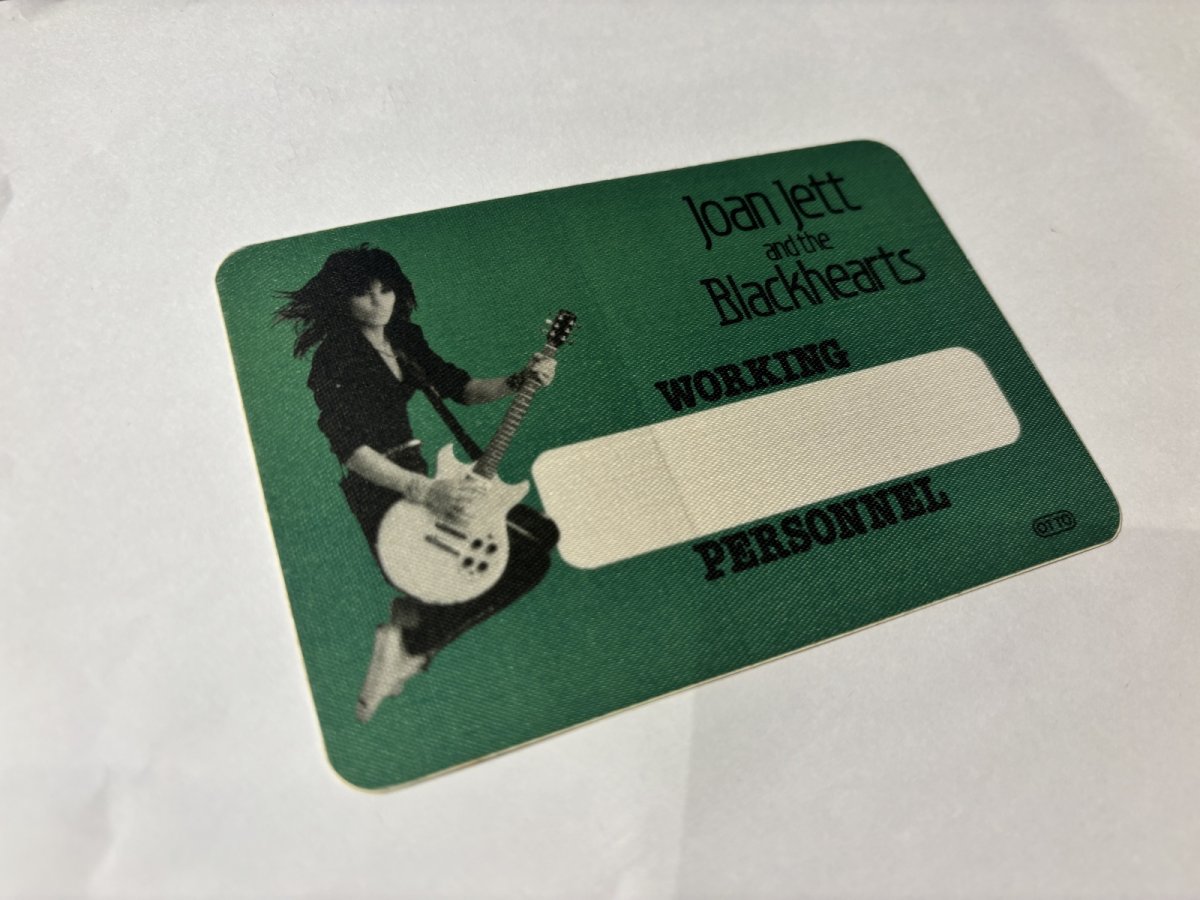 Joan Jett
and the
Blackhearts
WORKING
PERSONNEL
OTTO